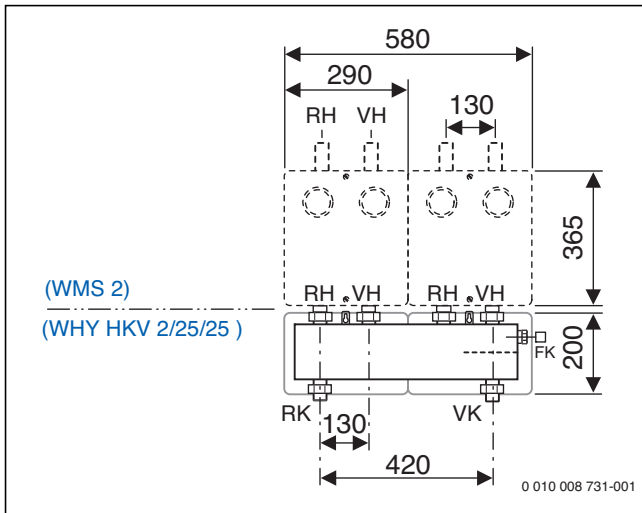 580
290
130
RH VH
365
(WMS 2)
RH VH RH VH
(WHY HKV 2/25/25 )
FK
200
RK VK
130
420
0 010 008 731-001